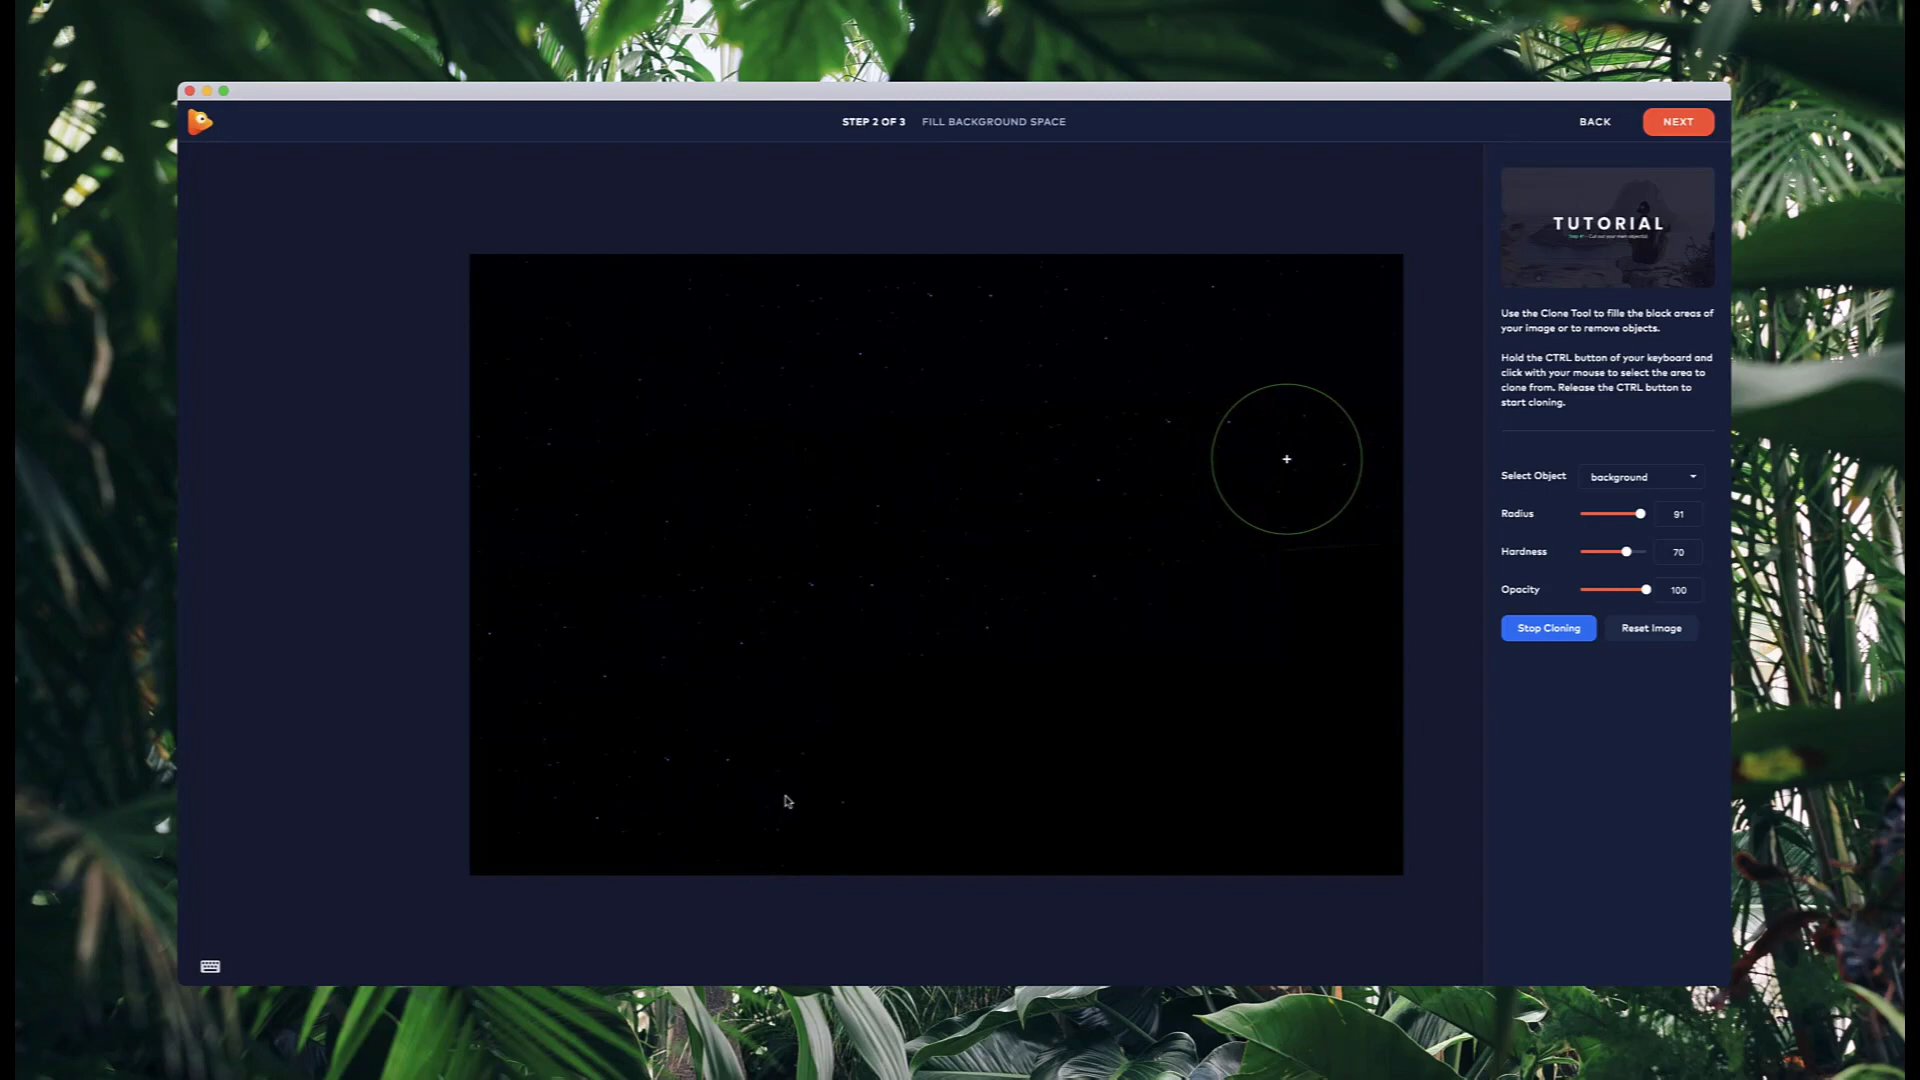 STEP 2 OF 3 FILL BACKGROUND SPACE
BACK
NEXT
TUTORIAL
Use the Clone Tool to fille the black areas of
your image or to remove objects.
Hold the CTRL button of your keyboard and
click with your mouse to select the area to
clone from. Release the CTRL button to
start cloning.
Select Object background
Radius 91
Hardness 70
Opacity 100
Stop Cloning Reset Image